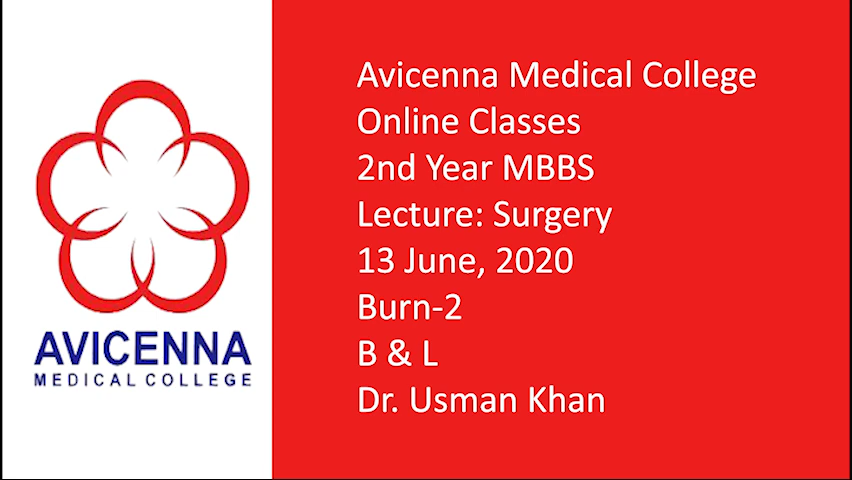 AVICENNA
MEDICAL COLLEGE
Avicenna Medical College
Online Classes
2nd Year MBBS
Lecture: Surgery
13 June, 2020
Burn-2
B & L
Dr. Usman Khan